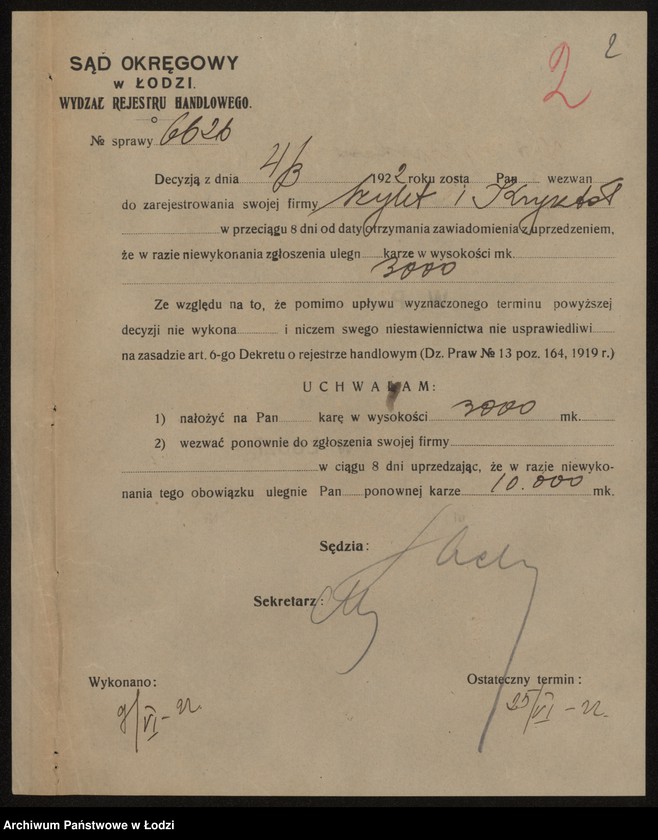 2 2
SĄD OKRĘGOWY
w ŁODZI.
WYDZAŁ REJESTRU HANDLOWEGO.
№ sprawy 6626
Decyzją z dnia 4/3 1922 roku zosta Pan wezwan
do zarejestrowania swojej firmy i Kryształ
w przeciągu 8 dni od daty otrzymania zawiadomienia z uprzedzeniem,
że w razie niewykonania zgłoszenia ulegn karze w wysokości mk.
3000
Ze względu na to, że pomimo upływu wyznaczonego terminu powyższej
decyzji nie wykona i niczem swego niestawiennictwa nie usprawiedliwi
na zasadzie art. 6-go Dekretu o rejestrze handlowym (Dz. Praw № 13 poz. 164, 1919 r.)
UCHWALAM:
1) nałożyć na Pan karę w wysokości 3000 mk.
2) wezwać ponownie do zgłoszenia swojej firmy
w ciągu 8 dni uprzedzając, że w razie niewyko-
nania tego obowiązku ulegnie Pan ponownej karze 10.000 mk.
Sędzia:
Sekretarz:
Wykonano: Ostateczny termin:
9/VI - 22. 25/VI - 22.
Archiwum Państwowe w Łodzi